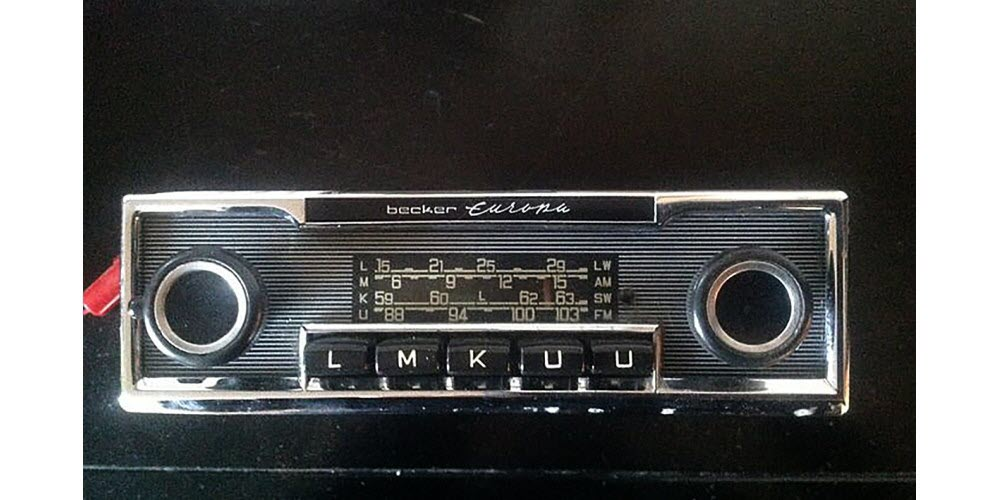 becker Europa
L 15 21 25 29 LW
M 6 9 12 15 AM
K 59 60 L 62 63 SW
U 88 94 100 103 FM
L M K U U